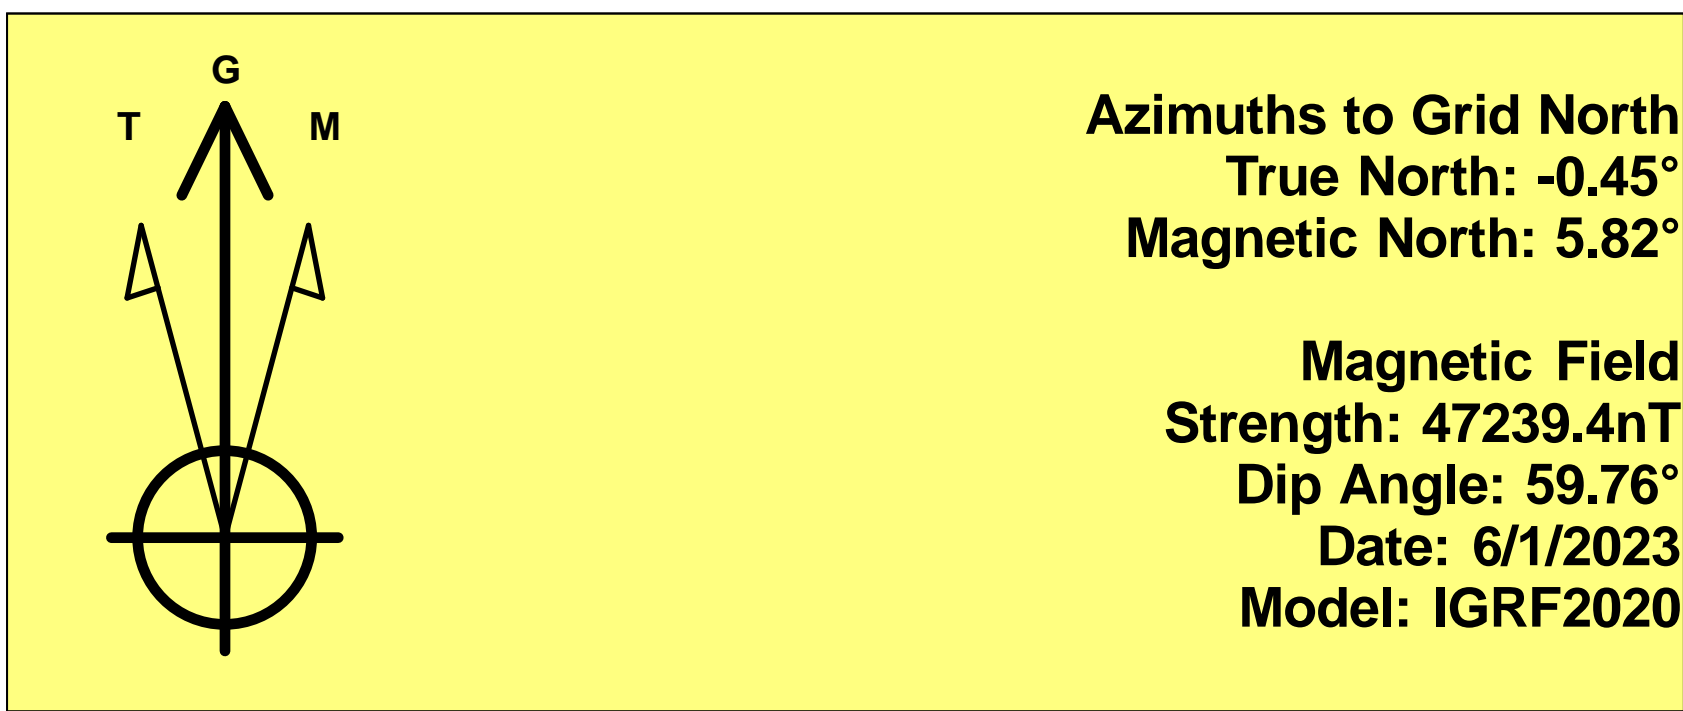 G
T
M
Azimuths to Grid North
True North: -0.45°
Magnetic North: 5.82°
Magnetic Field
Strength: 47239.4nT
Dip Angle: 59.76°
Date: 6/1/2023
Model: IGRF2020